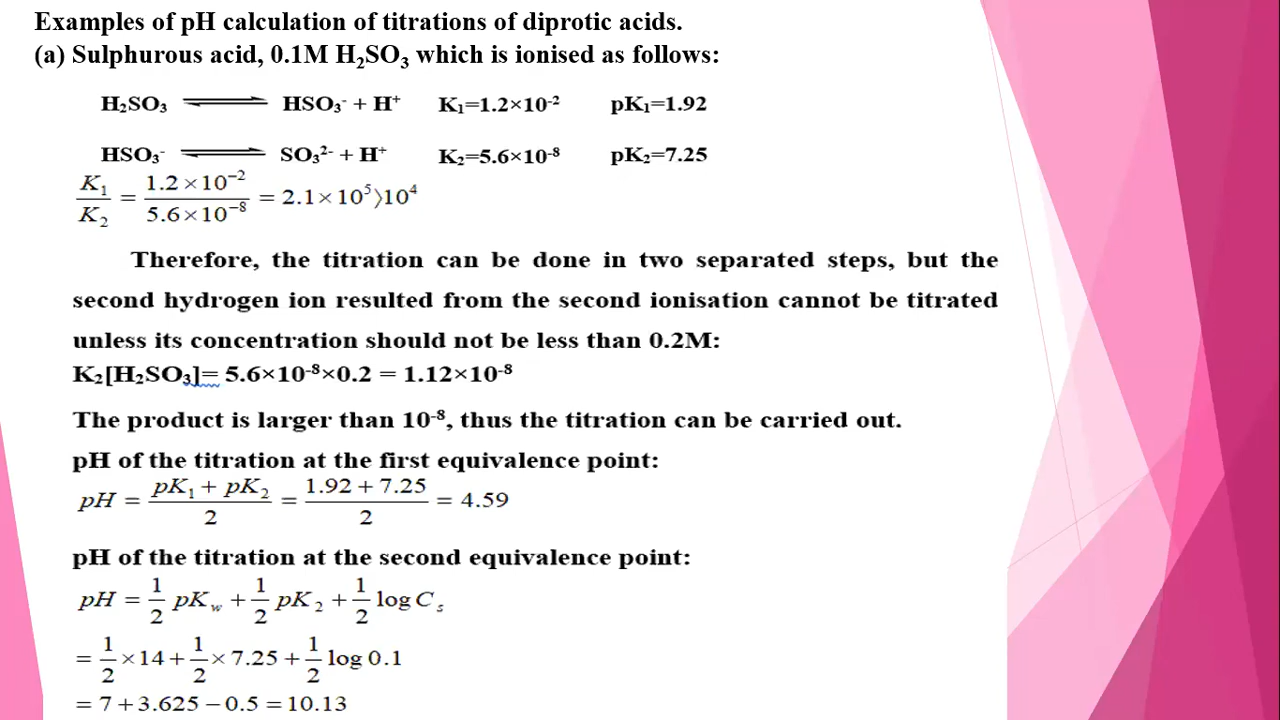 Examples of pH calculation of titrations of diprotic acids.
(a) Sulphurous acid, 0.1M H₂SO₃ which is ionised as follows:
H₂SO₃ ⇌ HSO₃⁻ + H⁺ K₁=1.2×10⁻² pK₁=1.92
HSO₃⁻ ⇌ SO₃²⁻ + H⁺ K₂=5.6×10⁻⁸ pK₂=7.25
K₁/K₂ = (1.2×10⁻²)/(5.6×10⁻⁸) = 2.1×10⁵⟩10⁴
Therefore, the titration can be done in two separated steps, but the
second hydrogen ion resulted from the second ionisation cannot be titrated
unless its concentration should not be less than 0.2M:
K₂[H₂SO₃]= 5.6×10⁻⁸×0.2 = 1.12×10⁻⁸
The product is larger than 10⁻⁸, thus the titration can be carried out.
pH of the titration at the first equivalence point:
pH = (pK₁ + pK₂)/2 = (1.92 + 7.25)/2 = 4.59
pH of the titration at the second equivalence point:
pH = 1/2 pK_w + 1/2 pK₂ + 1/2 log Cₛ
= 1/2 ×14 + 1/2 × 7.25 + 1/2 log 0.1
= 7 + 3.625 − 0.5 = 10.13